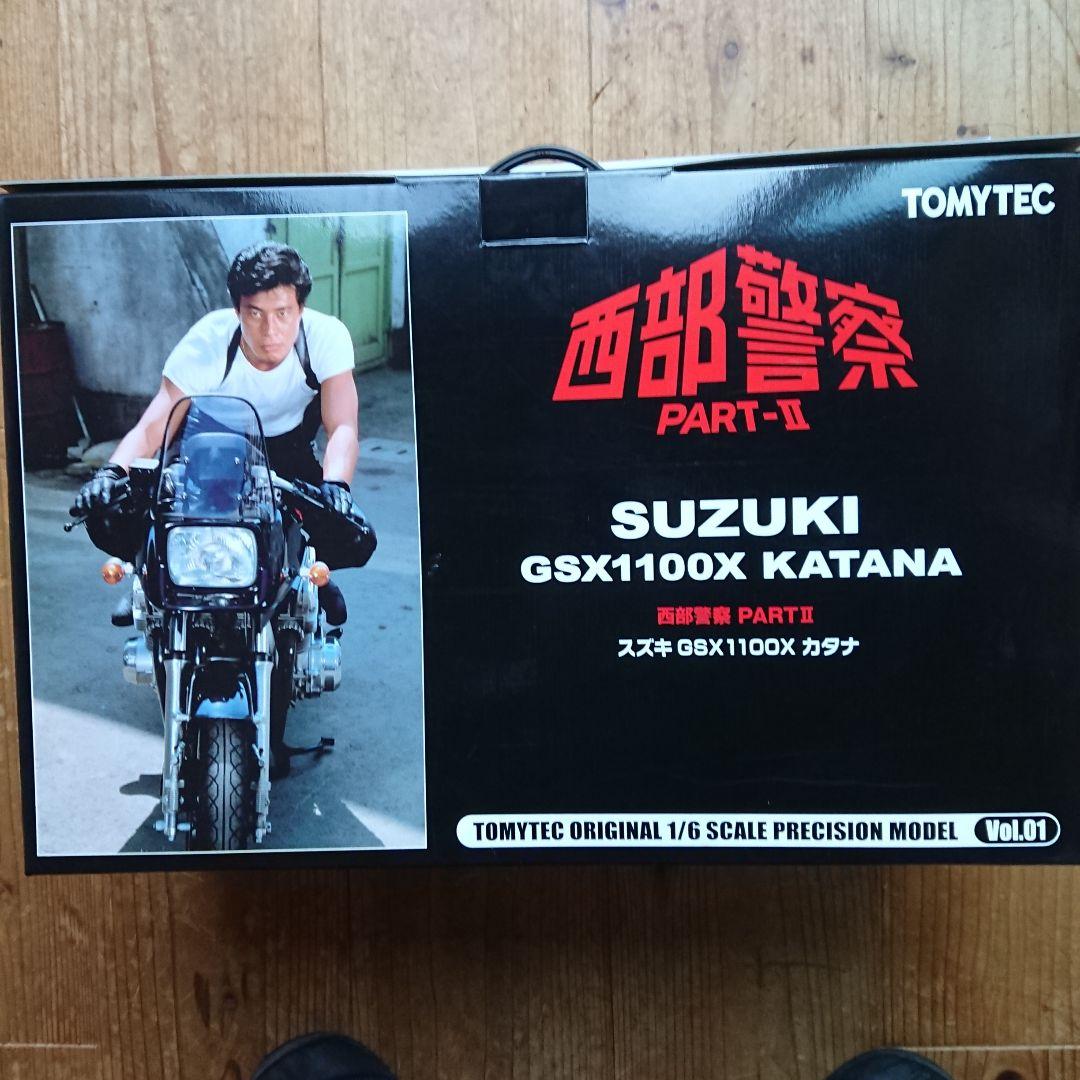 TOMYTEC
西部警察
PART-II
SUZUKI
GSX1100X KATANA
西部警察 PARTⅡ
スズキ GSX1100X カタナ
TOMYTEC ORIGINAL 1/6 SCALE PRECISION MODEL Vol.01